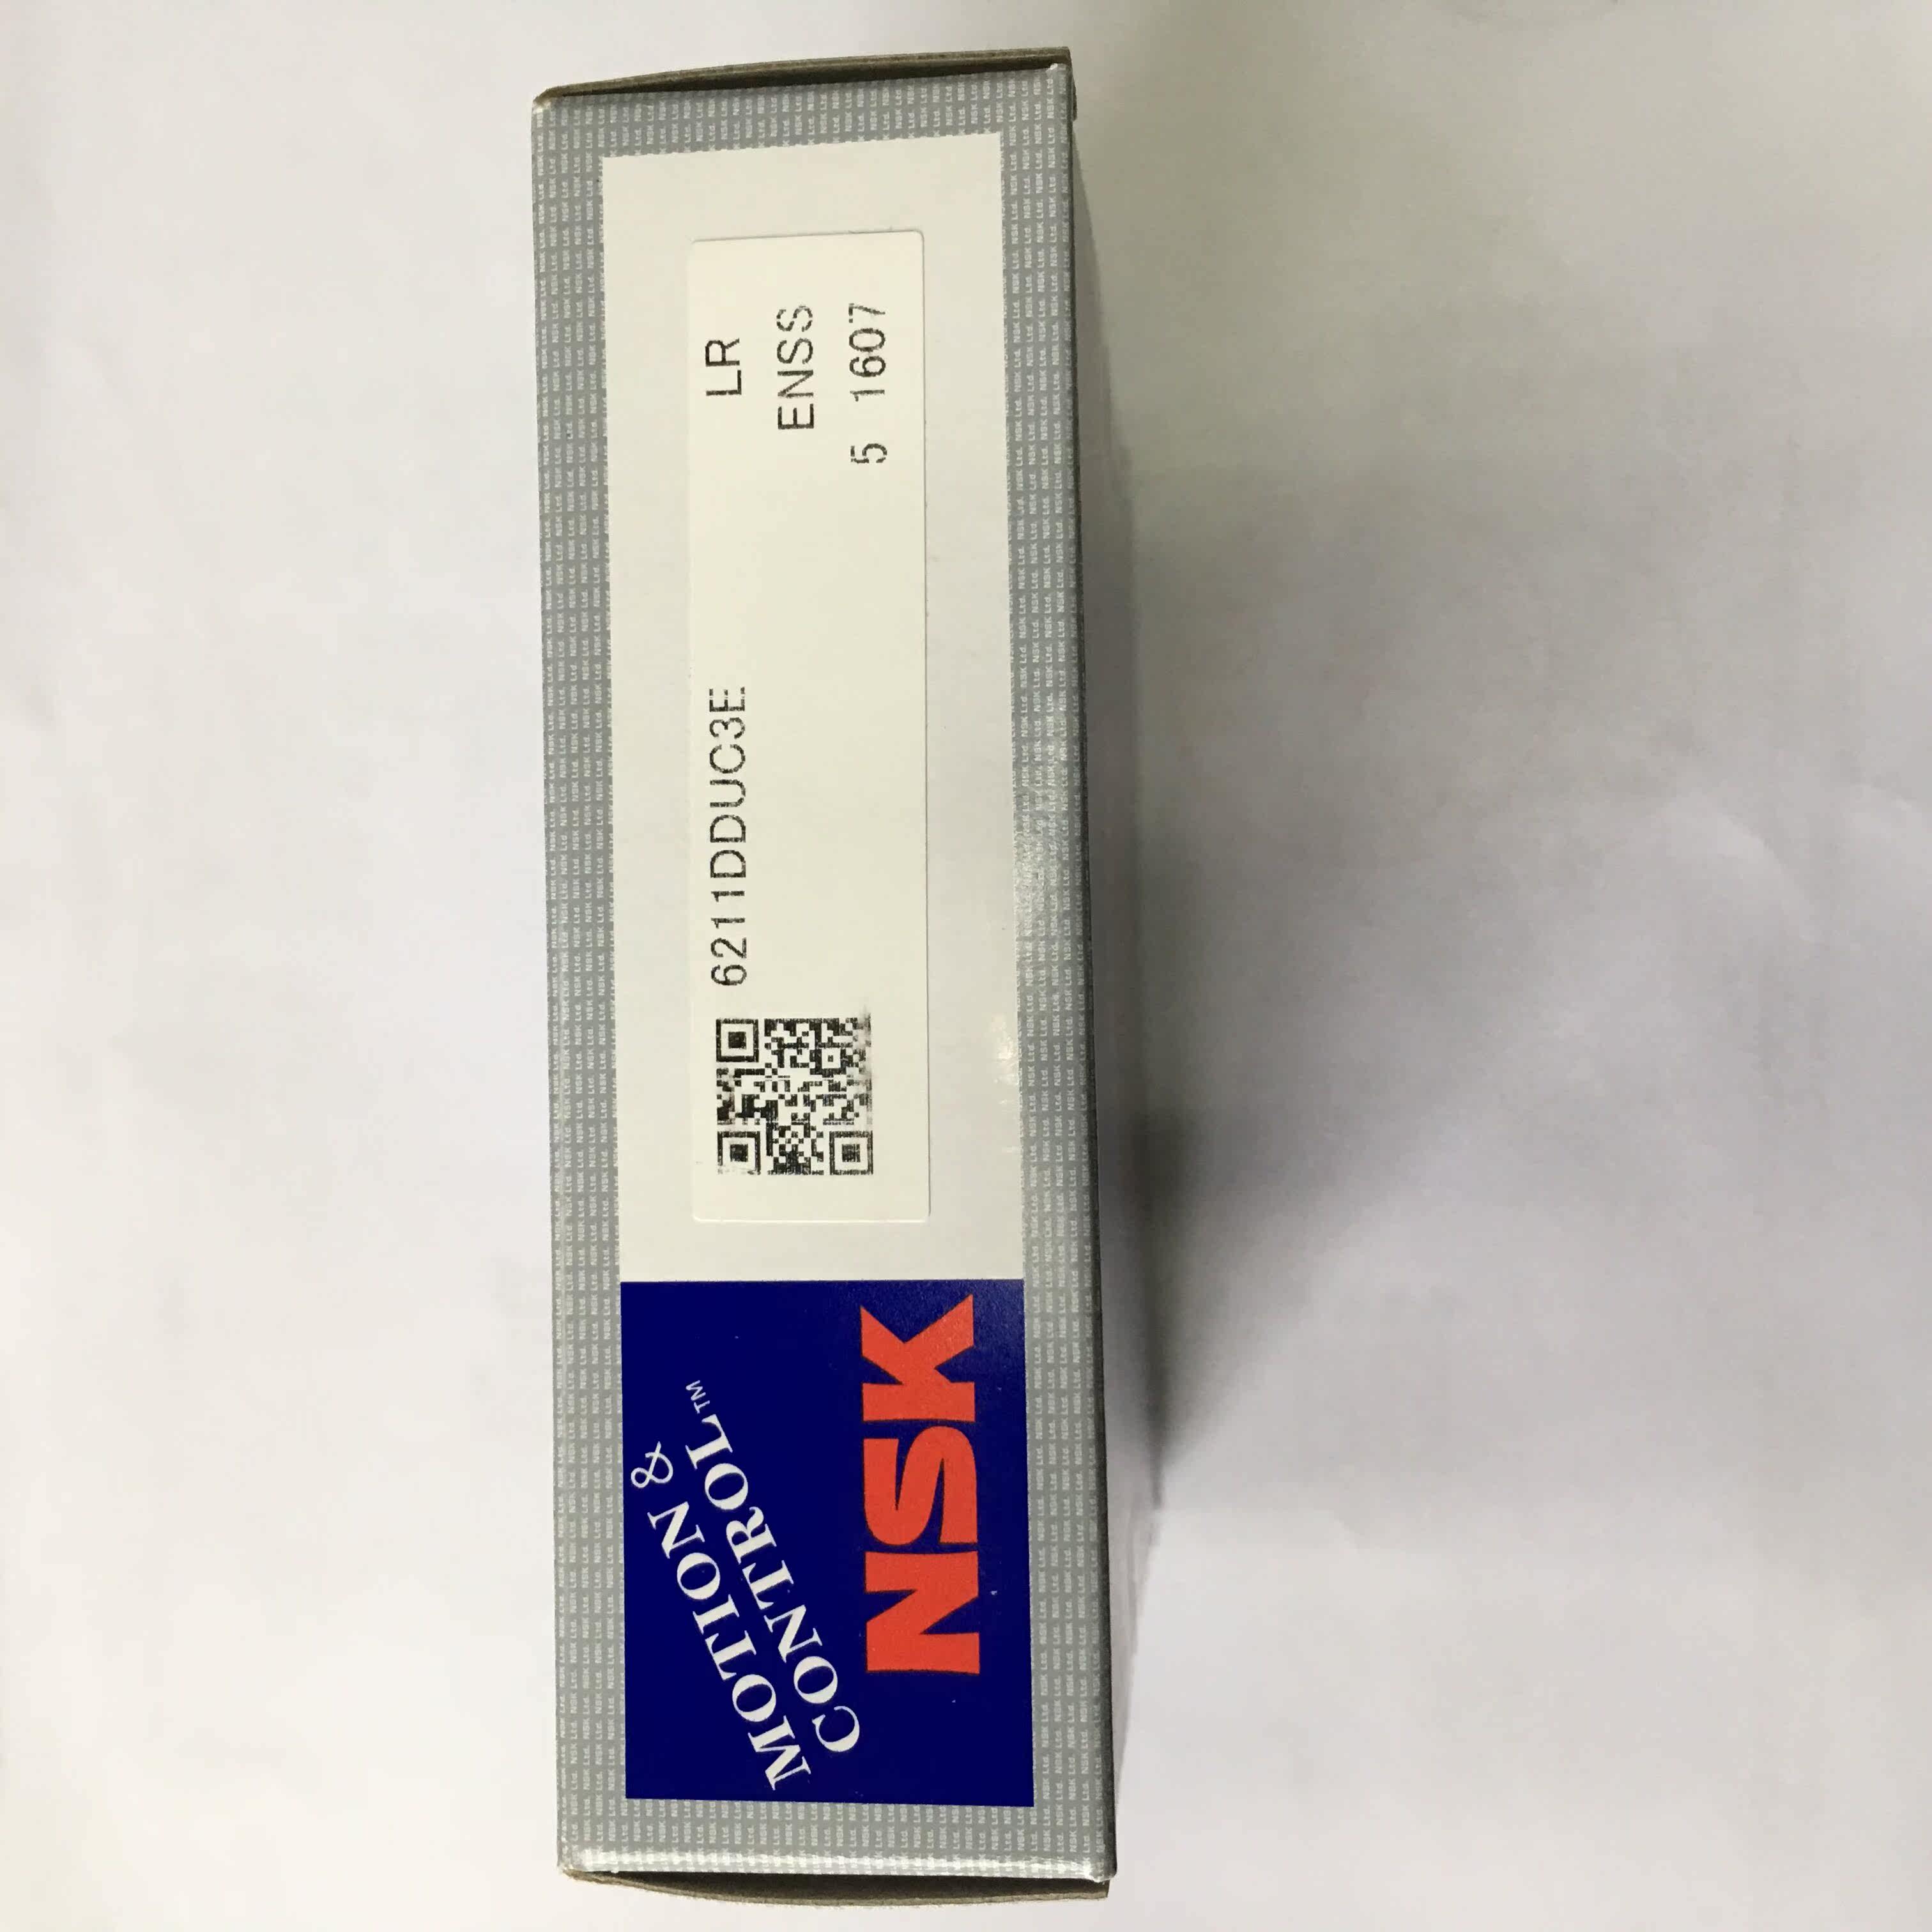 MOTION &
CONTROL™
NSK
6211DDUC3E LR
ENSS
5 1607